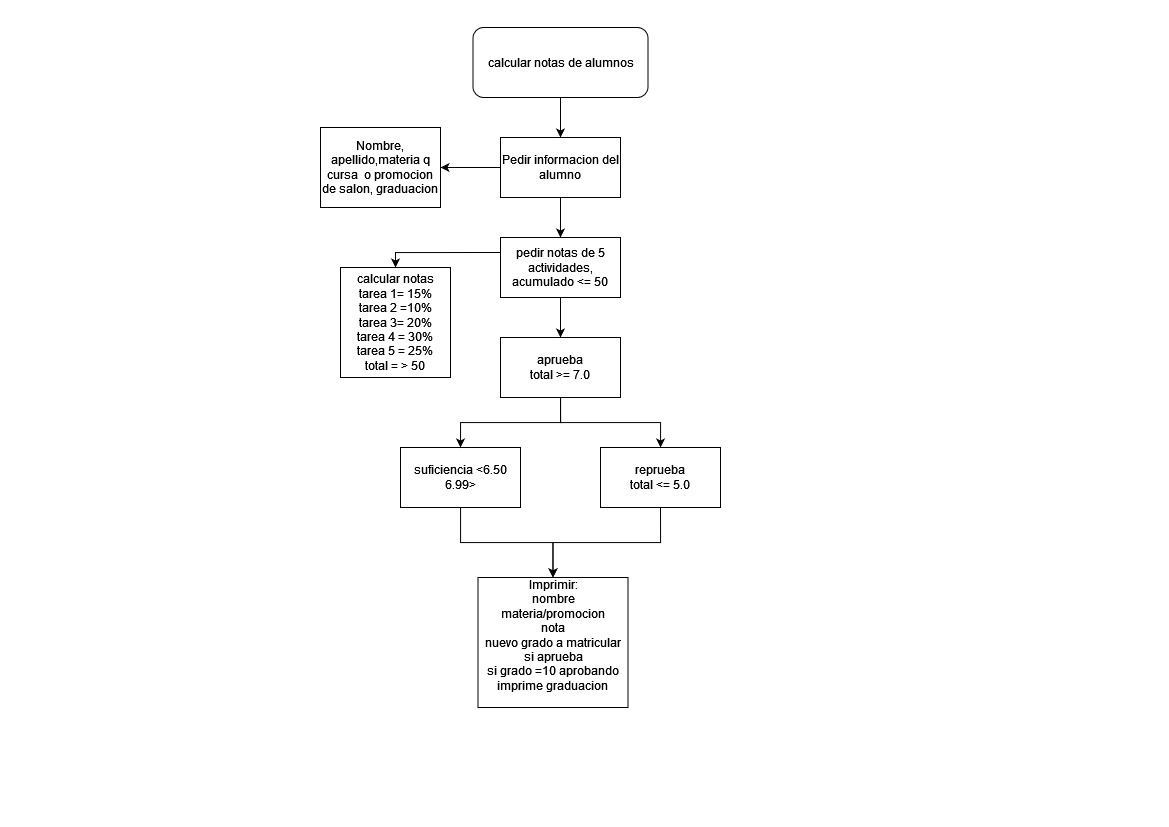 calcular notas de alumnos
Nombre,
apellido,materia q
cursa o promocion
de salon, graduacion
Pedir informacion del
alumno
pedir notas de 5
actividades,
acumulado <= 50
calcular notas
tarea 1= 15%
tarea 2 =10%
tarea 3= 20%
tarea 4 = 30%
tarea 5 = 25%
total = > 50
aprueba
total >= 7.0
suficiencia <6.50
6.99>
reprueba
total <= 5.0
Imprimir:
nombre
materia/promocion
nota
nuevo grado a matricular
si aprueba
si grado =10 aprobando
imprime graduacion